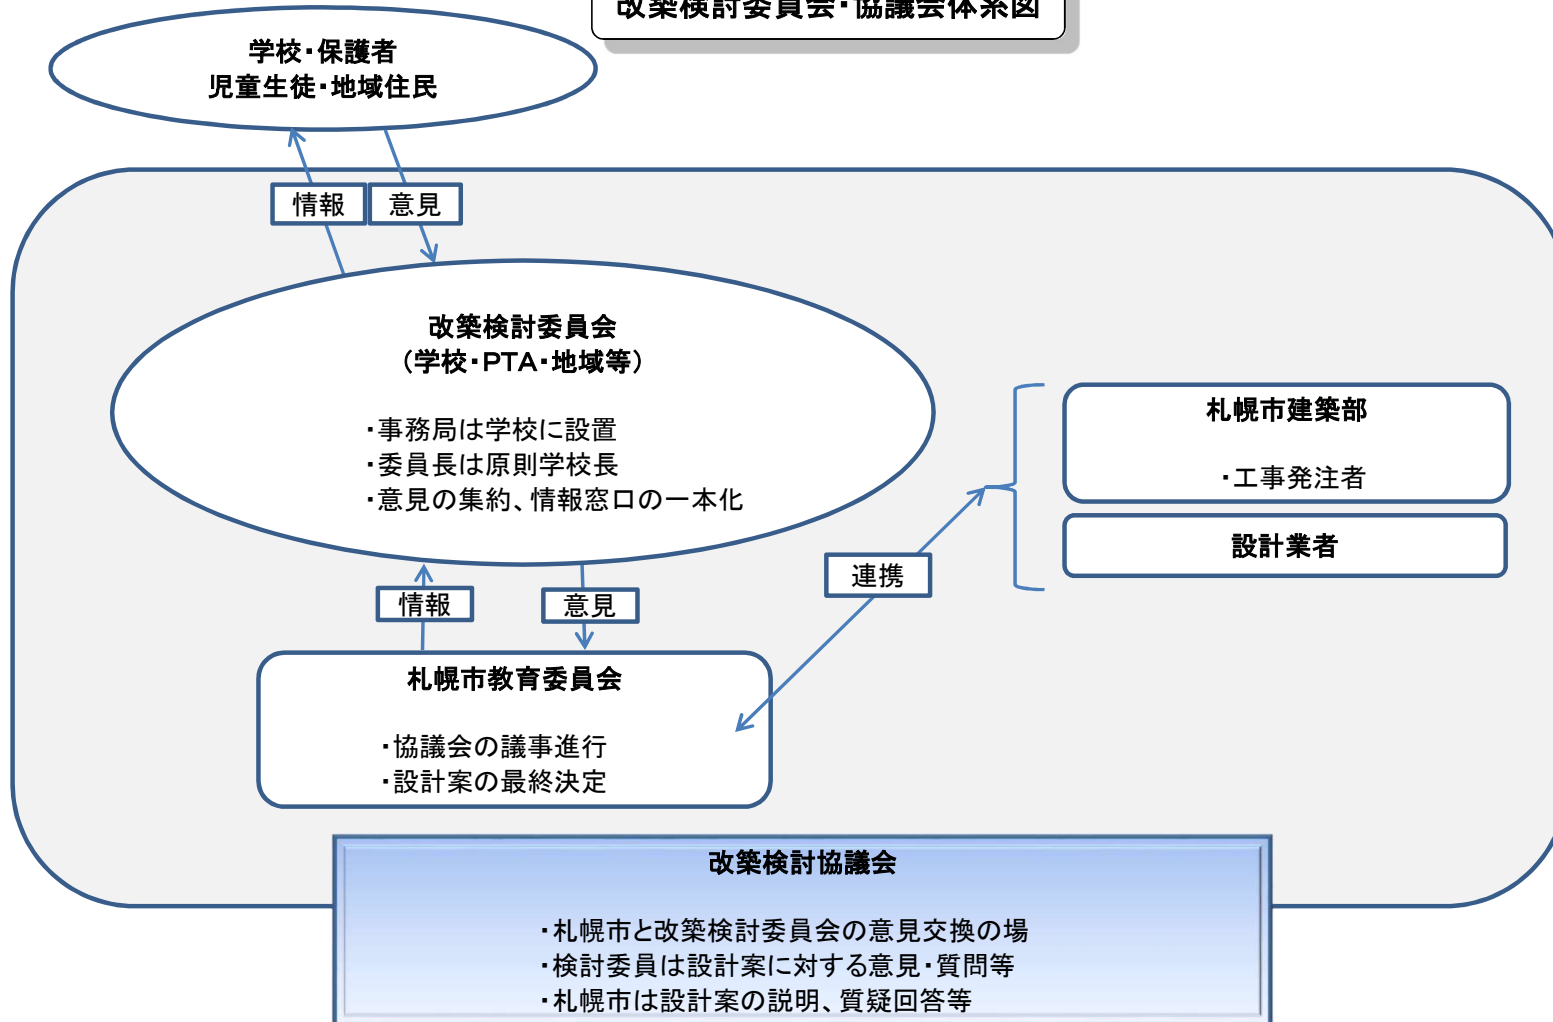 改築検討委員会・協議会体系図
学校・保護者
児童生徒・地域住民
情報
意見
改築検討委員会
（学校・PTA・地域等）
・事務局は学校に設置
・委員長は原則学校長
・意見の集約、情報窓口の一本化
札幌市建築部
・工事発注者
設計業者
連携
情報
意見
札幌市教育委員会
・協議会の議事進行
・設計案の最終決定
改築検討協議会
・札幌市と改築検討委員会の意見交換の場
・検討委員は設計案に対する意見・質問等
・札幌市は設計案の説明、質疑回答等